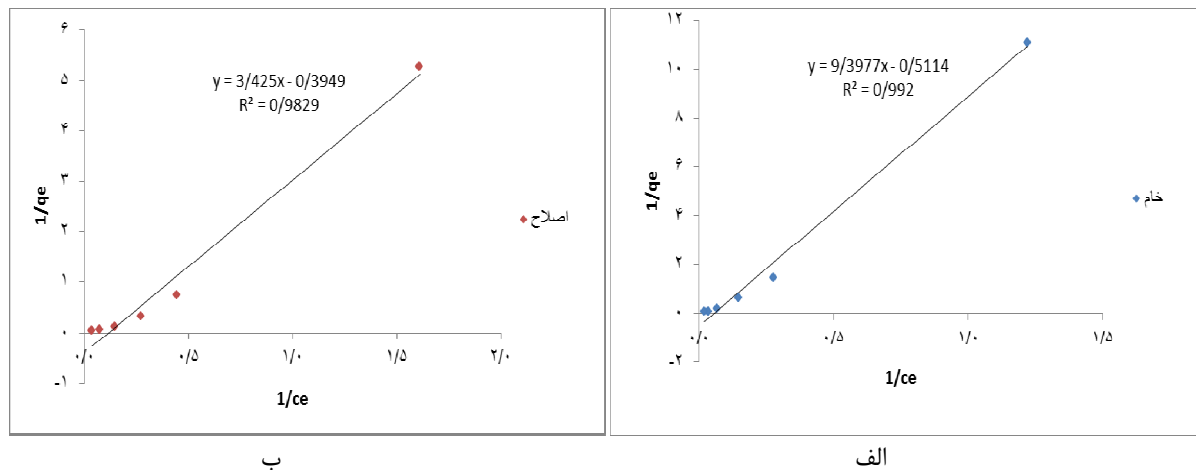 ۱۲
۱۰
۸
۶
۴
۲
۰
-۲
1/qe
y = 9/3977x - 0/5114
R² = 0/992
خام
۰/۰
۰/۵
۱/۰
۱/۵
1/ce
الف
۶
۵
۴
۳
۲
۱
۰
-۱
1/qe
y = 3/425x - 0/3949
R² = 0/9829
اصلاح
۰/۰
۰/۵
۱/۰
۱/۵
۲/۰
1/ce
ب